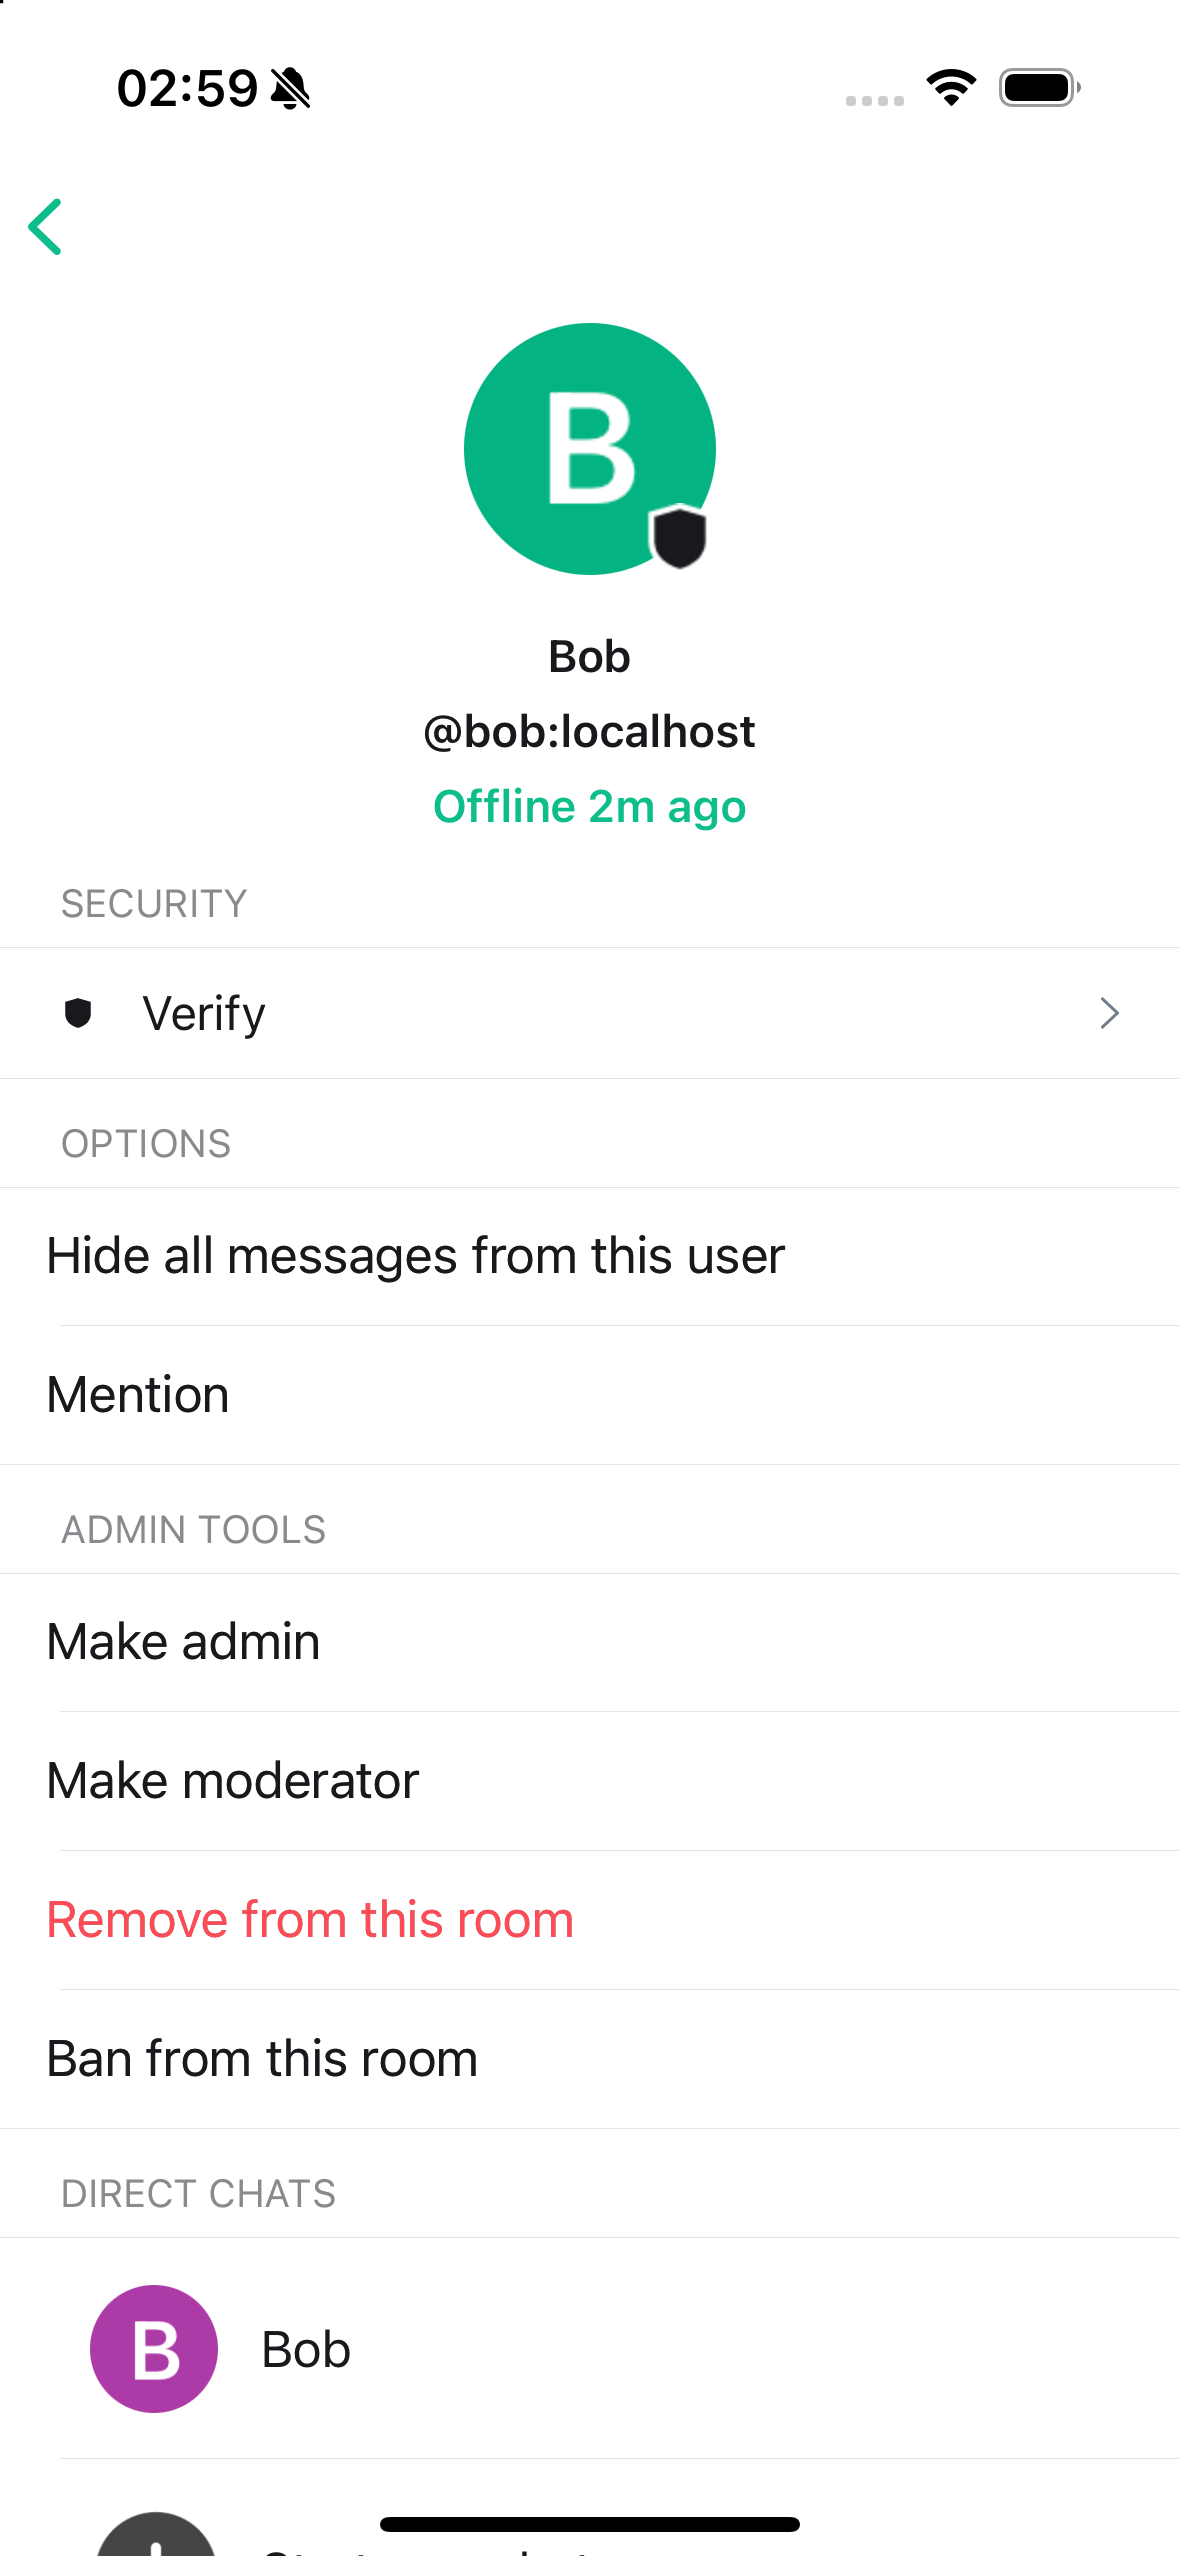 02:59
B
Bob
@bob:localhost
Offline 2m ago
SECURITY
Verify
OPTIONS
Hide all messages from this user
Mention
ADMIN TOOLS
Make admin
Make moderator
Remove from this room
Ban from this room
DIRECT CHATS
B
Bob